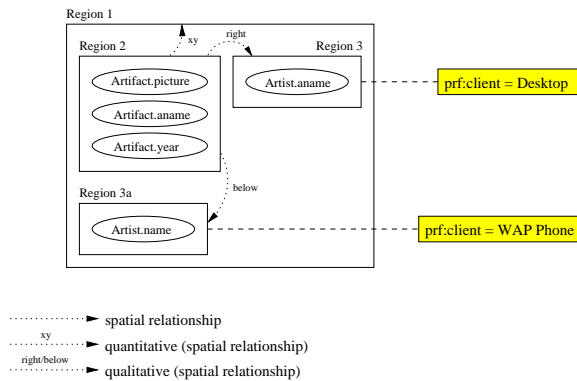 Region 1
xy
right
Region 2
Region 3
Artifact.picture
Artist.aname
prf:client = Desktop
Artifact.aname
Artifact.year
below
Region 3a
Artist.name
prf:client = WAP Phone
spatial relationship
xy
quantitative (spatial relationship)
right/below
qualitative (spatial relationship)